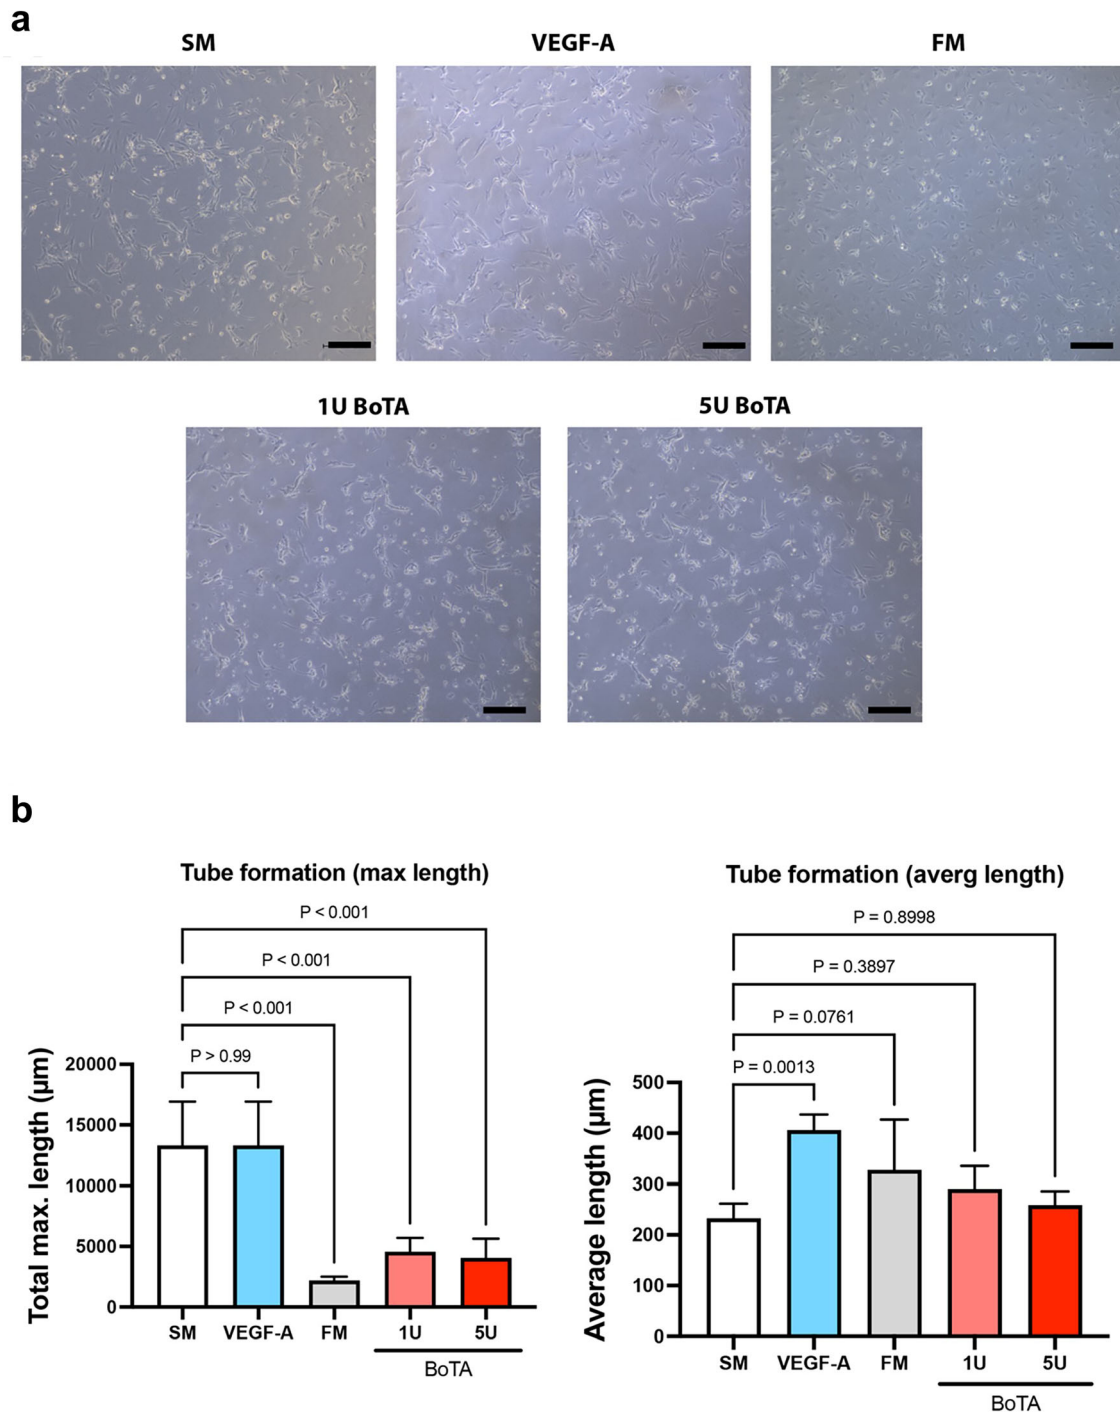 a
SM
VEGF-A
FM
1U BoTA
5U BoTA
b
Tube formation (max length)
P < 0.001
P < 0.001
P < 0.001
P > 0.99
Total max. length (µm)
20000
15000
10000
5000
0
SM
VEGF-A
FM
1U
5U
BoTA
Tube formation (averg length)
P = 0.8998
P = 0.3897
P = 0.0761
P = 0.0013
Average length (µm)
500
400
300
200
100
0
SM
VEGF-A
FM
1U
5U
BoTA